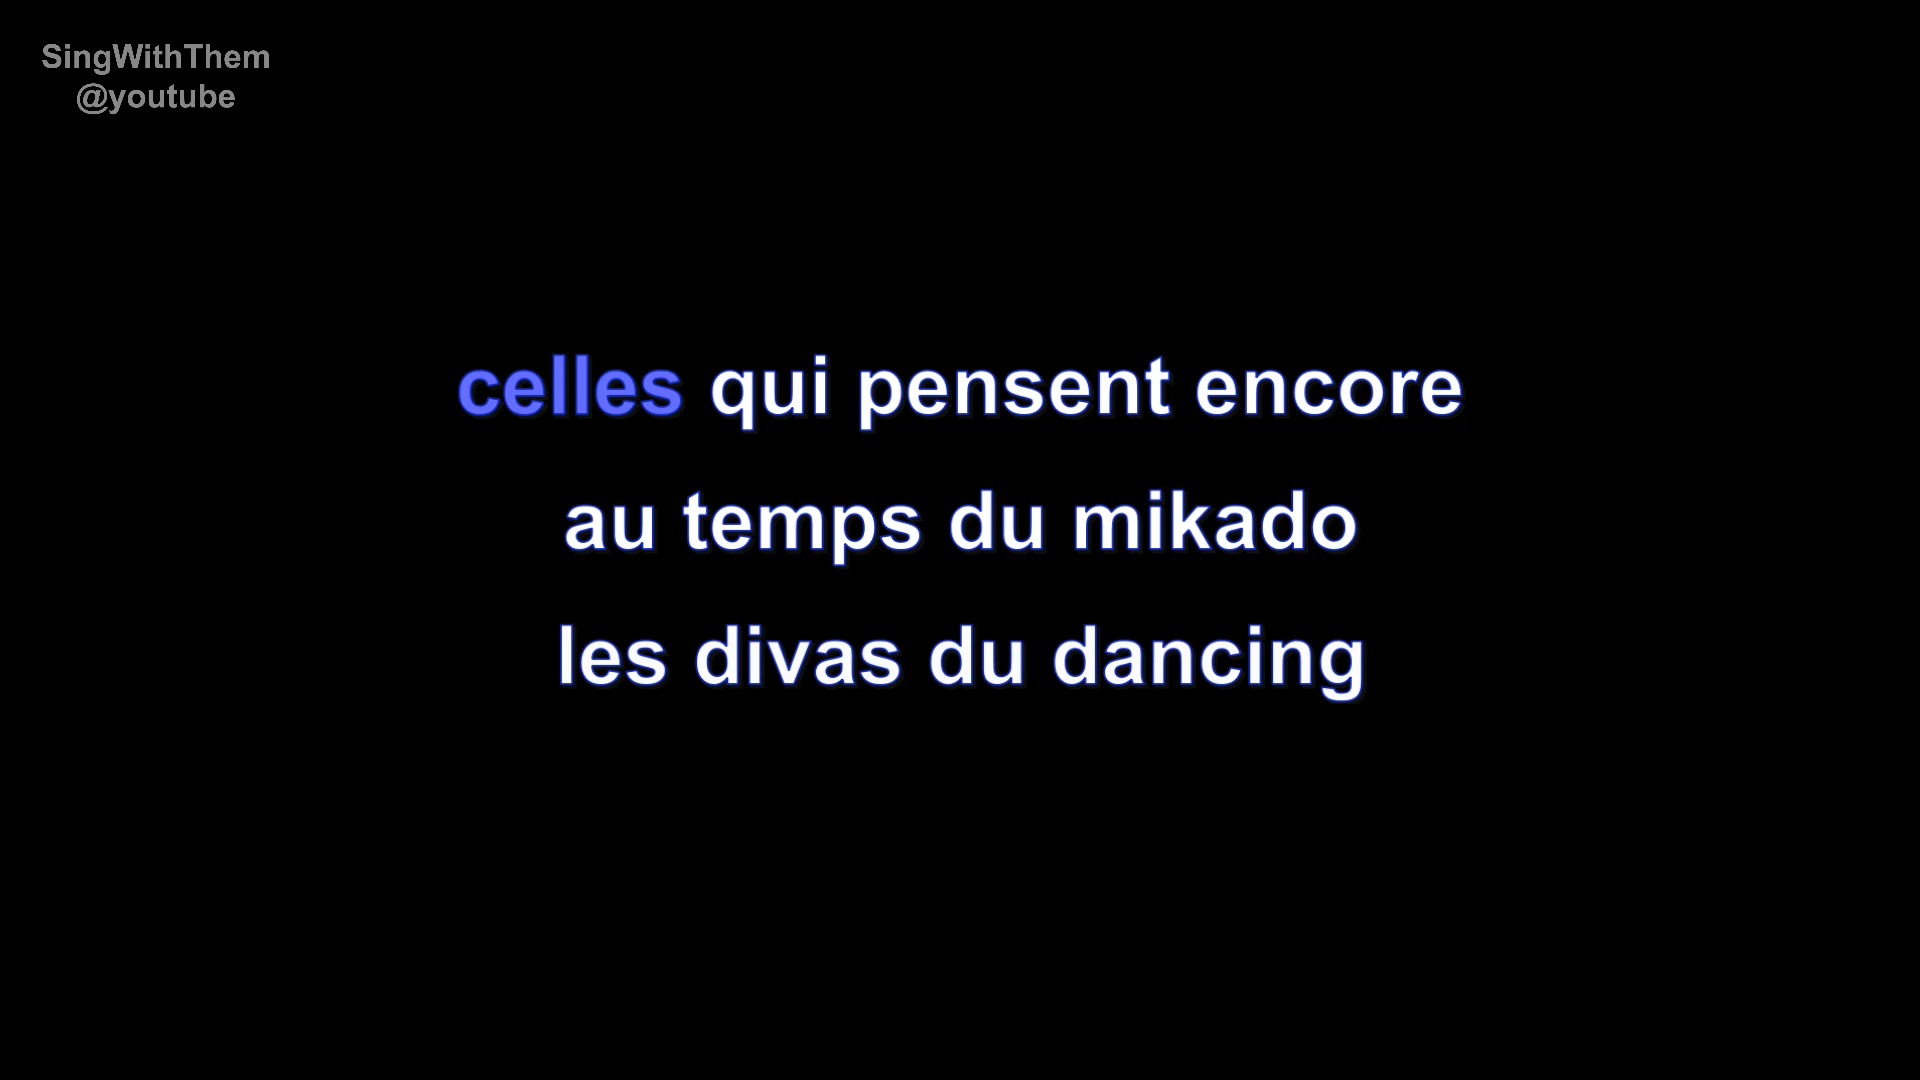 SingWithThem
@youtube
celles qui pensent encore
au temps du mikado
les divas du dancing